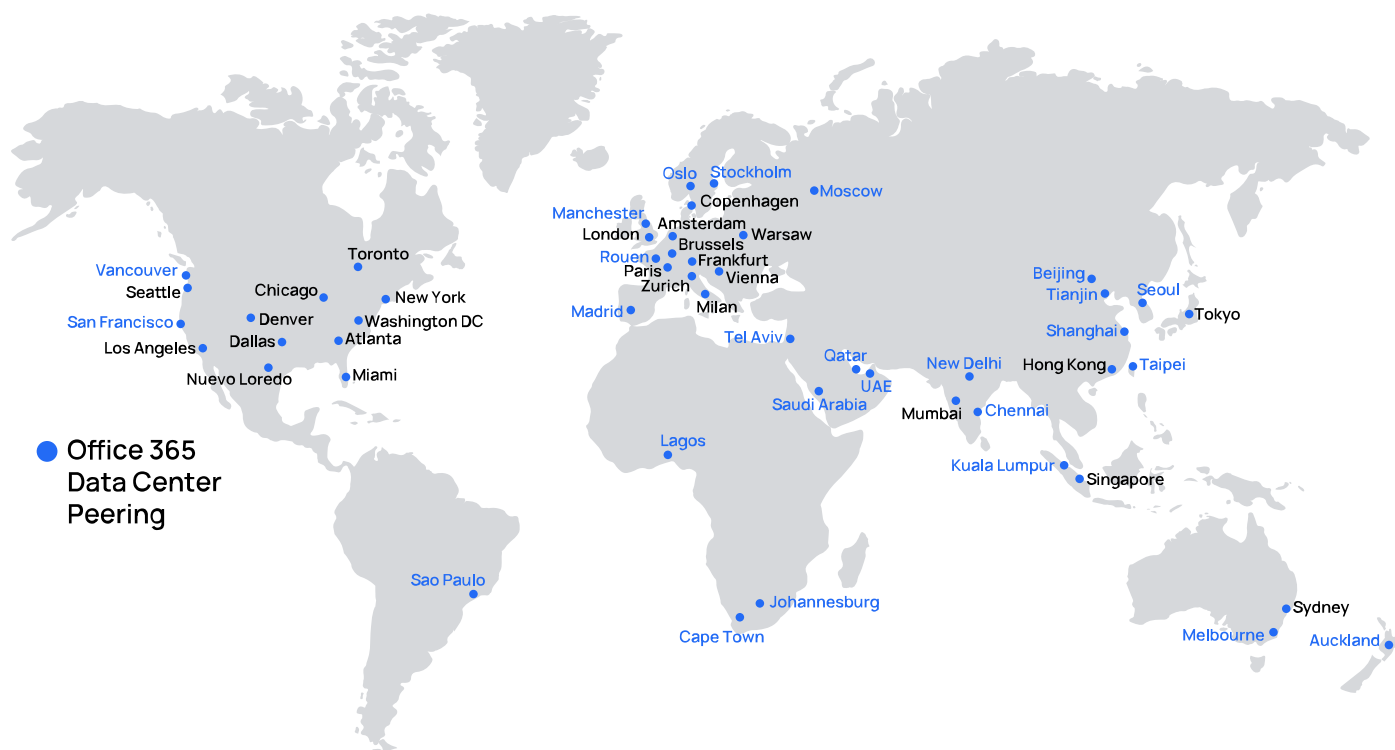 Oslo
Stockholm
Moscow
Copenhagen
Manchester
Amsterdam
London
Warsaw
Brussels
Rouen
Frankfurt
Paris
Vienna
Zurich
Milan
Madrid
Toronto
Vancouver
Seattle
Chicago
New York
San Francisco
Denver
Washington DC
Los Angeles
Dallas
Atlanta
Nuevo Loredo
Miami
Beijing
Tianjin
Seoul
Tokyo
Shanghai
Tel Aviv
Qatar
UAE
New Delhi
Hong Kong
Taipei
Saudi Arabia
Mumbai
Chennai
Lagos
Kuala Lumpur
Singapore
Office 365
Data Center
Peering
Sao Paulo
Johannesburg
Cape Town
Sydney
Melbourne
Auckland